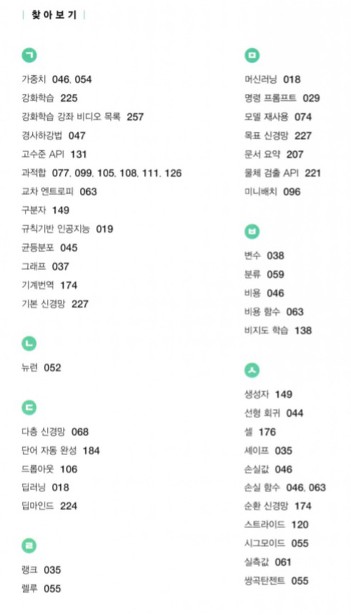 | 찾아보기 |
ㄱ
가중치 046, 054
강화학습 225
강화학습 강좌 비디오 목록 257
경사하강법 047
고수준 API 131
과적합 077, 099, 105, 108, 111, 126
교차 엔트로피 063
구분자 149
규칙기반 인공지능 019
균등분포 045
그래프 037
기계번역 174
기본 신경망 227
ㄴ
뉴런 052
ㄷ
다층 신경망 068
단어 자동 완성 184
드롭아웃 106
딥러닝 018
딥마인드 224
ㄹ
랭크 035
렐루 055
ㅁ
머신러닝 018
명령 프롬프트 029
모델 재사용 074
목표 신경망 227
문서 요약 207
물체 검출 API 221
미니배치 096
ㅂ
변수 038
분류 059
비용 046
비용 함수 063
비지도 학습 138
ㅅ
생성자 149
선형 회귀 044
셀 176
셰이프 035
손실값 046
손실 함수 046, 063
순환 신경망 174
스트라이드 120
시그모이드 055
실측값 061
쌍곡탄젠트 055